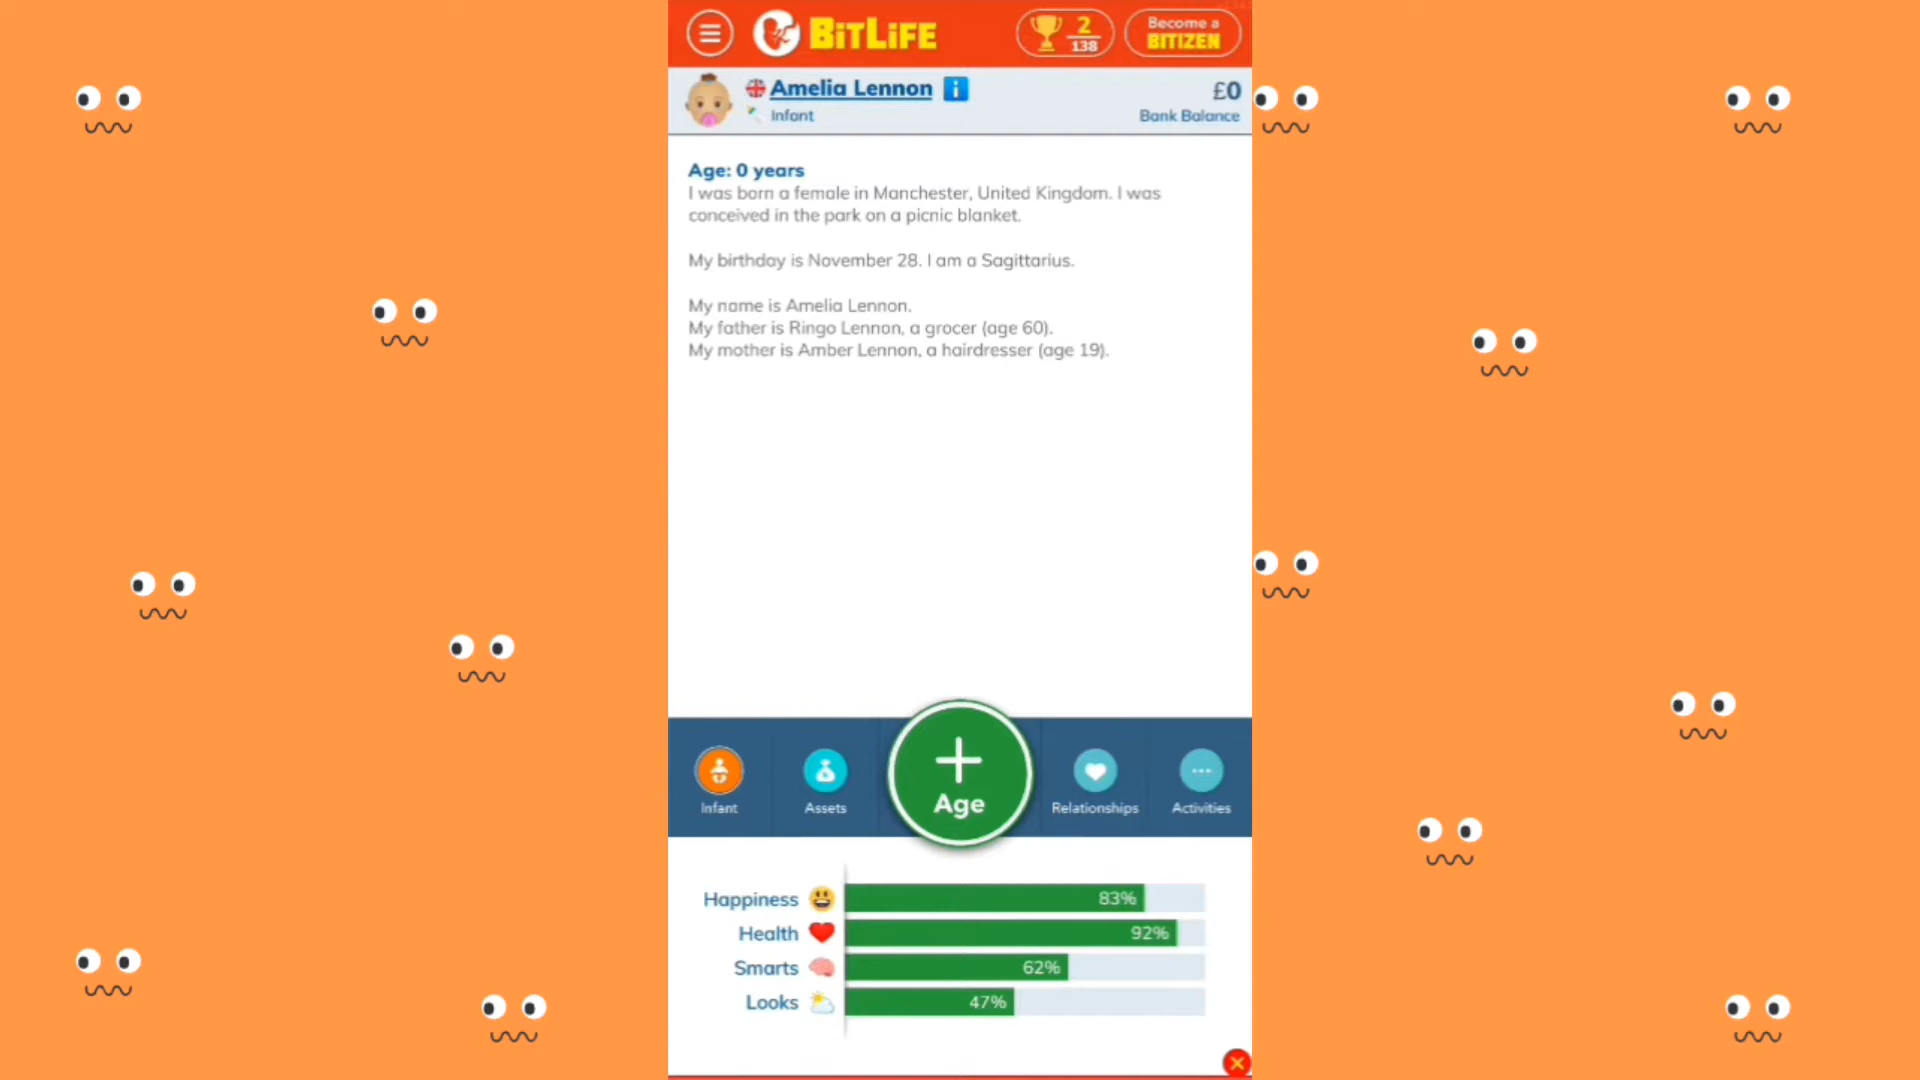 BITLIFE
2
138
Become a
BITIZEN
Amelia Lennon
£0
Infant
Bank Balance
Age: 0 years
I was born a female in Manchester, United Kingdom. I was
conceived in the park on a picnic blanket.
My birthday is November 28. I am a Sagittarius.
My name is Amelia Lennon.
My father is Ringo Lennon, a grocer (age 60).
My mother is Amber Lennon, a hairdresser (age 19).
Infant
Assets
Age
Relationships
Activities
Happiness 83%
Health 92%
Smarts 62%
Looks 47%